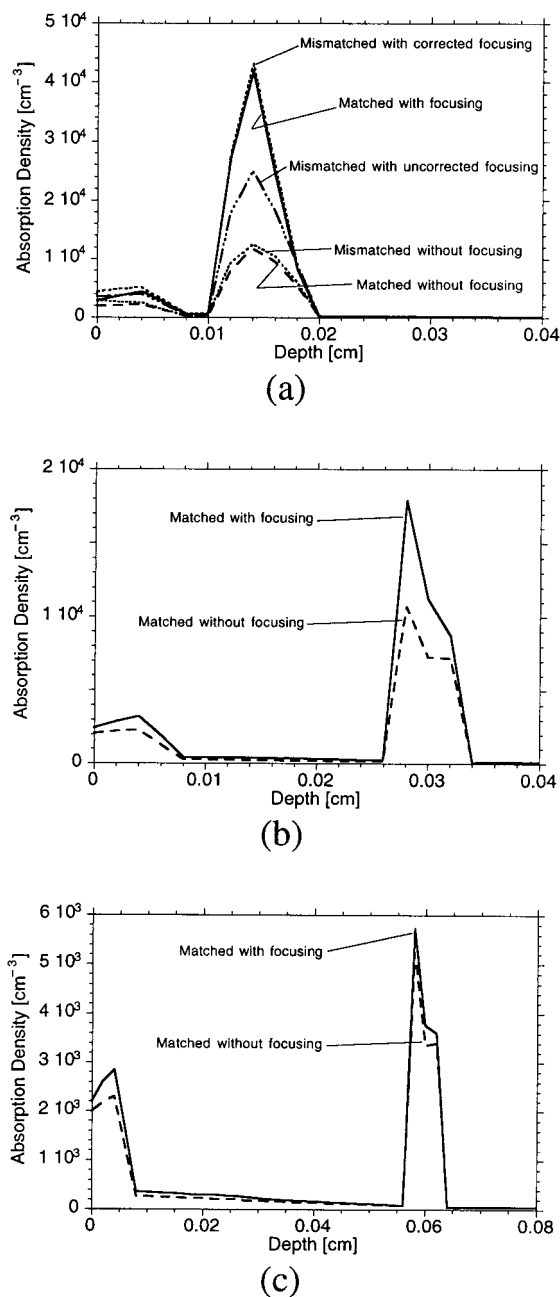 5 10⁴
4 10⁴
3 10⁴
2 10⁴
1 10⁴
0
Absorption Density [cm⁻³]
Mismatched with corrected focusing
Matched with focusing
Mismatched with uncorrected focusing
Mismatched without focusing
Matched without focusing
0 0.01 0.02 0.03 0.04
Depth [cm]
(a)
2 10⁴
1 10⁴
0
Absorption Density [cm⁻³]
Matched with focusing
Matched without focusing
0 0.01 0.02 0.03 0.04
Depth [cm]
(b)
6 10³
5 10³
4 10³
3 10³
2 10³
1 10³
0
Absorption Density [cm⁻³]
Matched with focusing
Matched without focusing
0 0.02 0.04 0.06 0.08
Depth [cm]
(c)